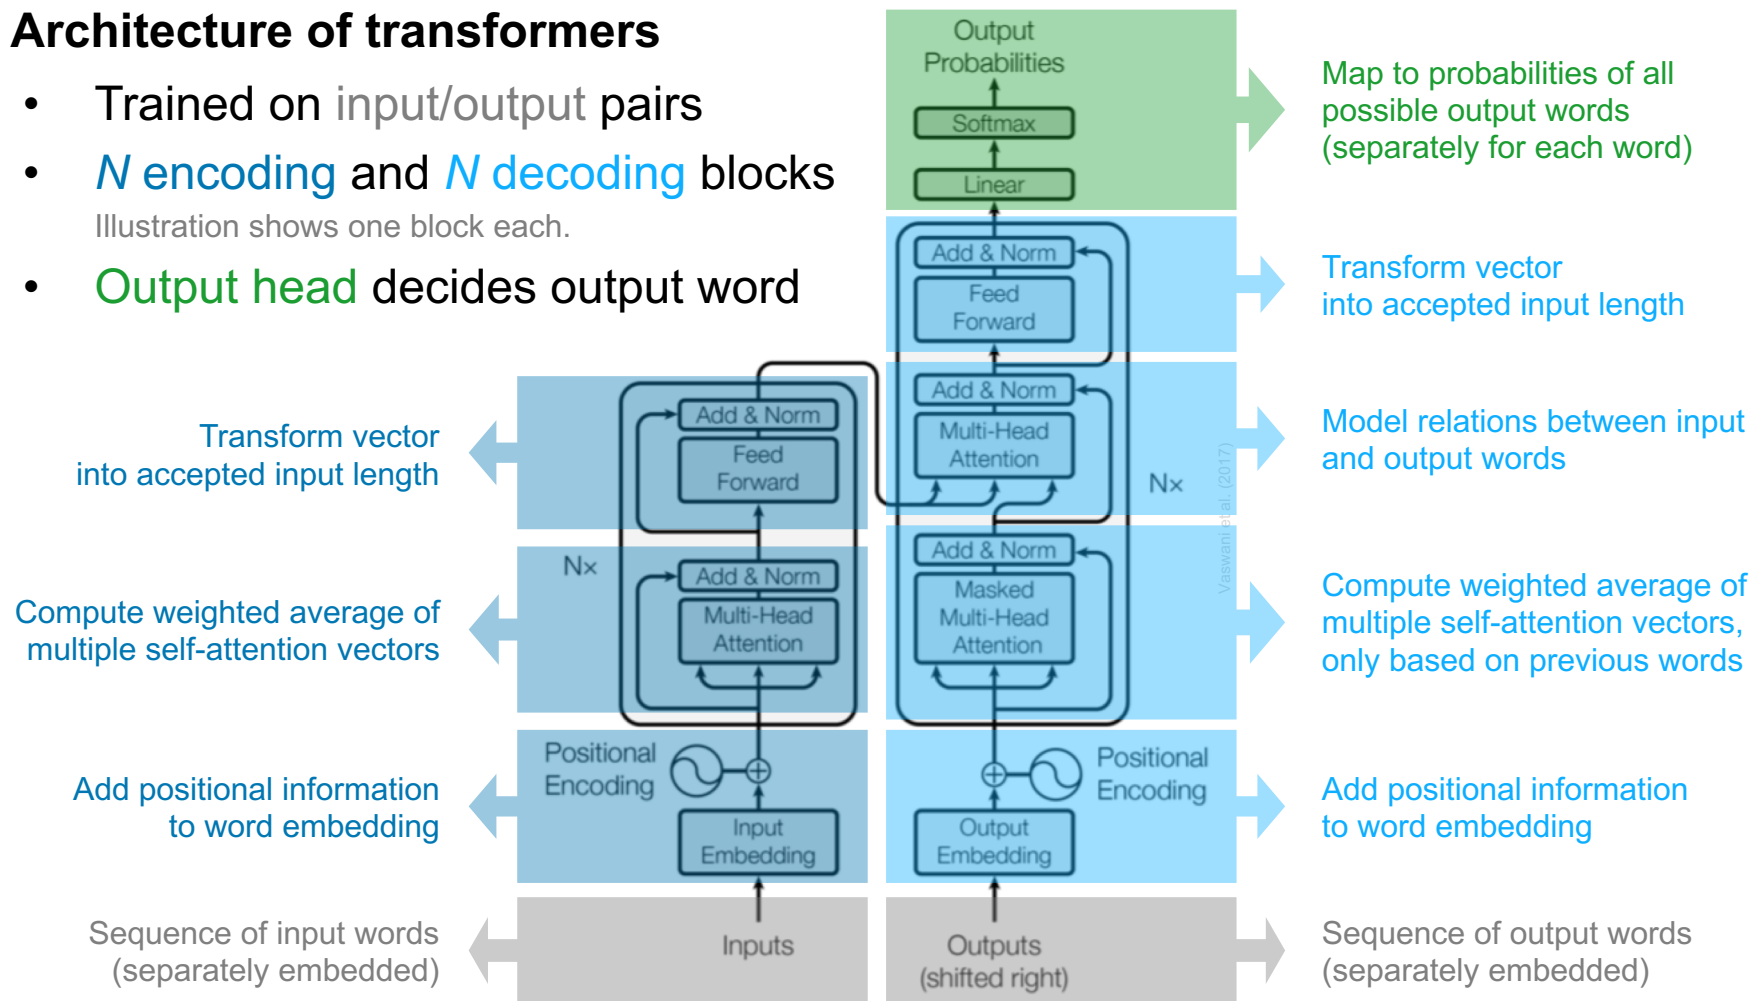 Architecture of transformers
• Trained on input/output pairs
• N encoding and N decoding blocks
Illustration shows one block each.
• Output head decides output word
Transform vector
into accepted input length
Compute weighted average of
multiple self-attention vectors
Add positional information
to word embedding
Sequence of input words
(separately embedded)
Add & Norm
Feed
Forward
N×
Add & Norm
Multi-Head
Attention
Positional
Encoding
Input
Embedding
Inputs
Output
Probabilities
Softmax
Linear
Add & Norm
Feed
Forward
Add & Norm
Multi-Head
Attention
N×
Add & Norm
Masked
Multi-Head
Attention
Positional
Encoding
Output
Embedding
Outputs
(shifted right)
Vaswani et al. (2017)
Map to probabilities of all
possible output words
(separately for each word)
Transform vector
into accepted input length
Model relations between input
and output words
Compute weighted average of
multiple self-attention vectors,
only based on previous words
Add positional information
to word embedding
Sequence of output words
(separately embedded)